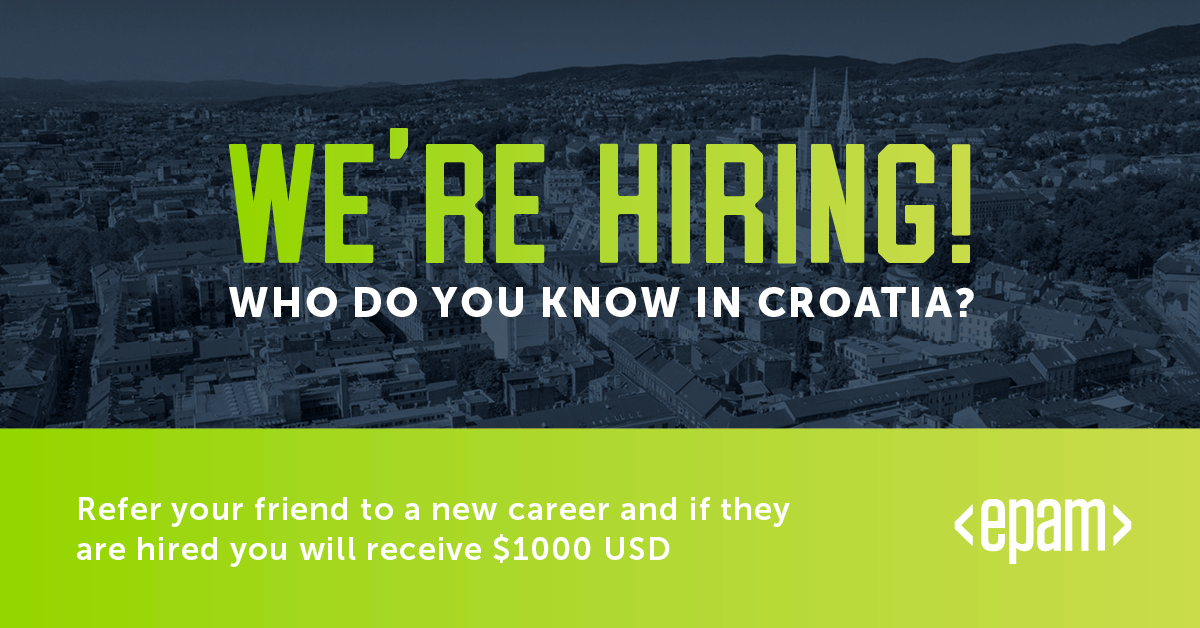 WE'RE HIRING!
WHO DO YOU KNOW IN CROATIA?
Refer your friend to a new career and if they
are hired you will receive $1000 USD
<epam>